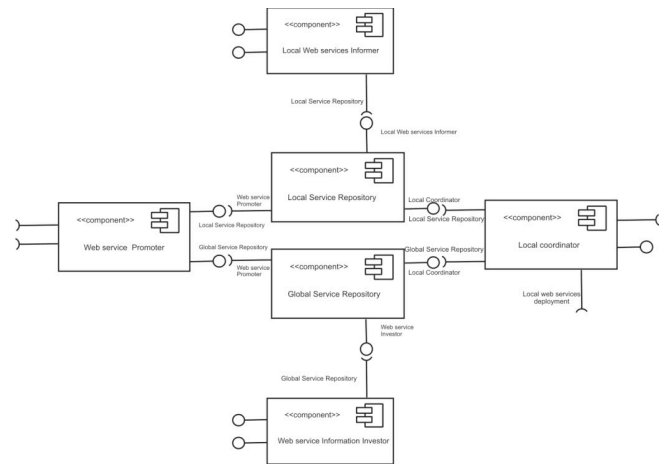 <<component>>
Local Web services Informer
Local Service Repository
Local Web services Informer
<<component>>
Local Service Repository
Web service
Promoter
Local Service Repository
Local Coordinator
Local Service Repository
<<component>>
Web service Promoter
<<component>>
Local coordinator
Global Service Repository
Web service
Promoter
<<component>>
Global Service Repository
Global Service Repository
Local Coordinator
Local web services
deployment
Web service
Investor
Global Service Repository
<<component>>
Web service Information Investor